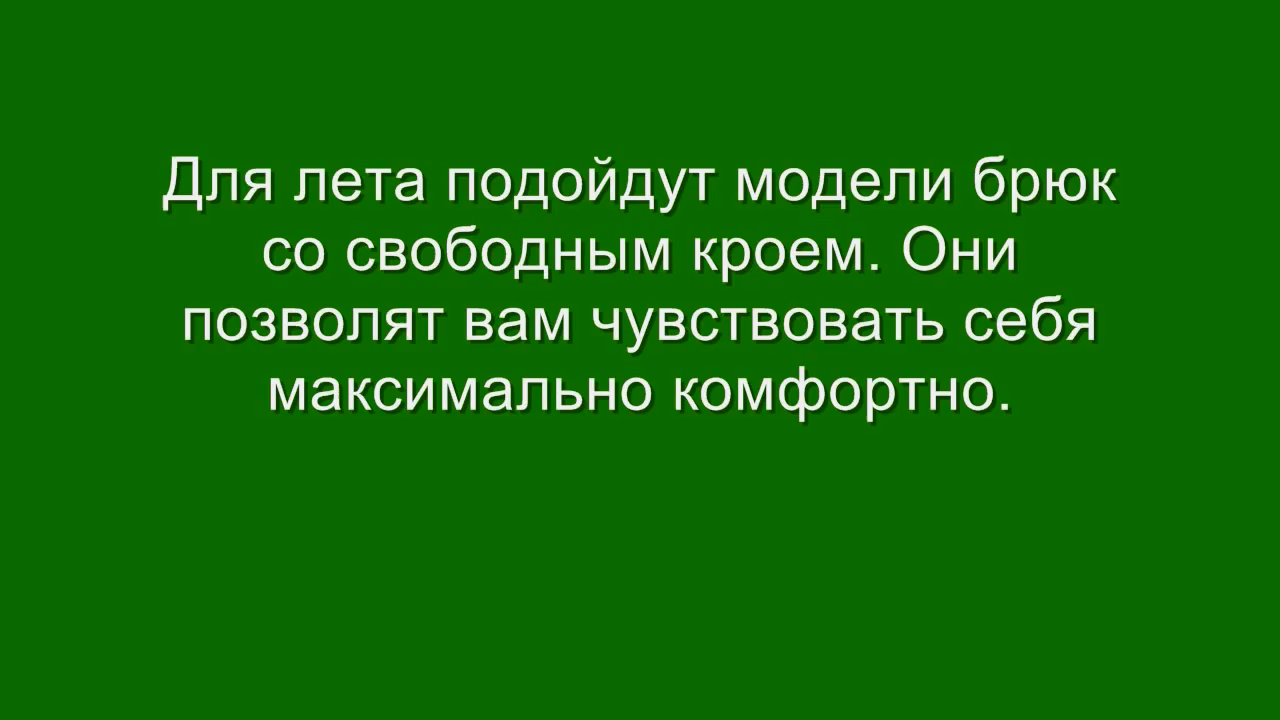 Для лета подойдут модели брюк
со свободным кроем. Они
позволят вам чувствовать себя
максимально комфортно.